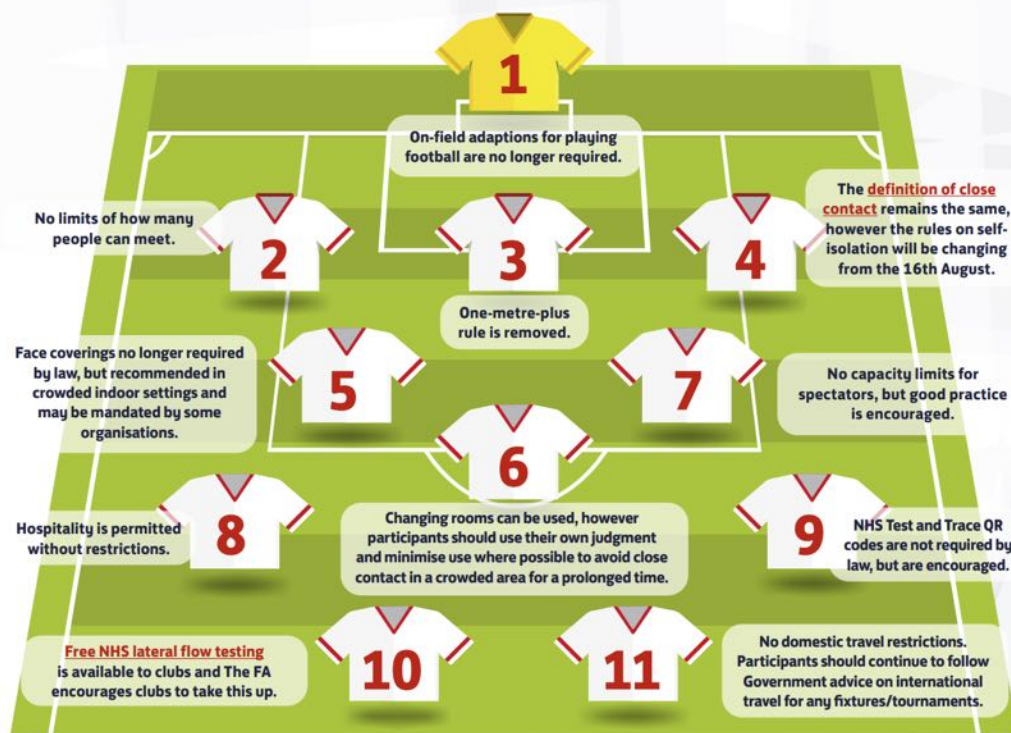 1
On-field adaptions for playing
football are no longer required.
2
No limits of how many
people can meet.
3
One-metre-plus
rule is removed.
4
The definition of close
contact remains the same,
however the rules on self-
isolation will be changing
from the 16th August.
5
Face coverings no longer required
by law, but recommended in
crowded indoor settings and
may be mandated by some
organisations.
6
Changing rooms can be used, however
participants should use their own judgment
and minimise use where possible to avoid close
contact in a crowded area for a prolonged time.
7
No capacity limits for
spectators, but good practice
is encouraged.
8
Hospitality is permitted
without restrictions.
9
NHS Test and Trace QR
codes are not required by
law, but are encouraged.
10
Free NHS lateral flow testing
is available to clubs and The FA
encourages clubs to take this up.
11
No domestic travel restrictions.
Participants should continue to follow
Government advice on international
travel for any fixtures/tournaments.